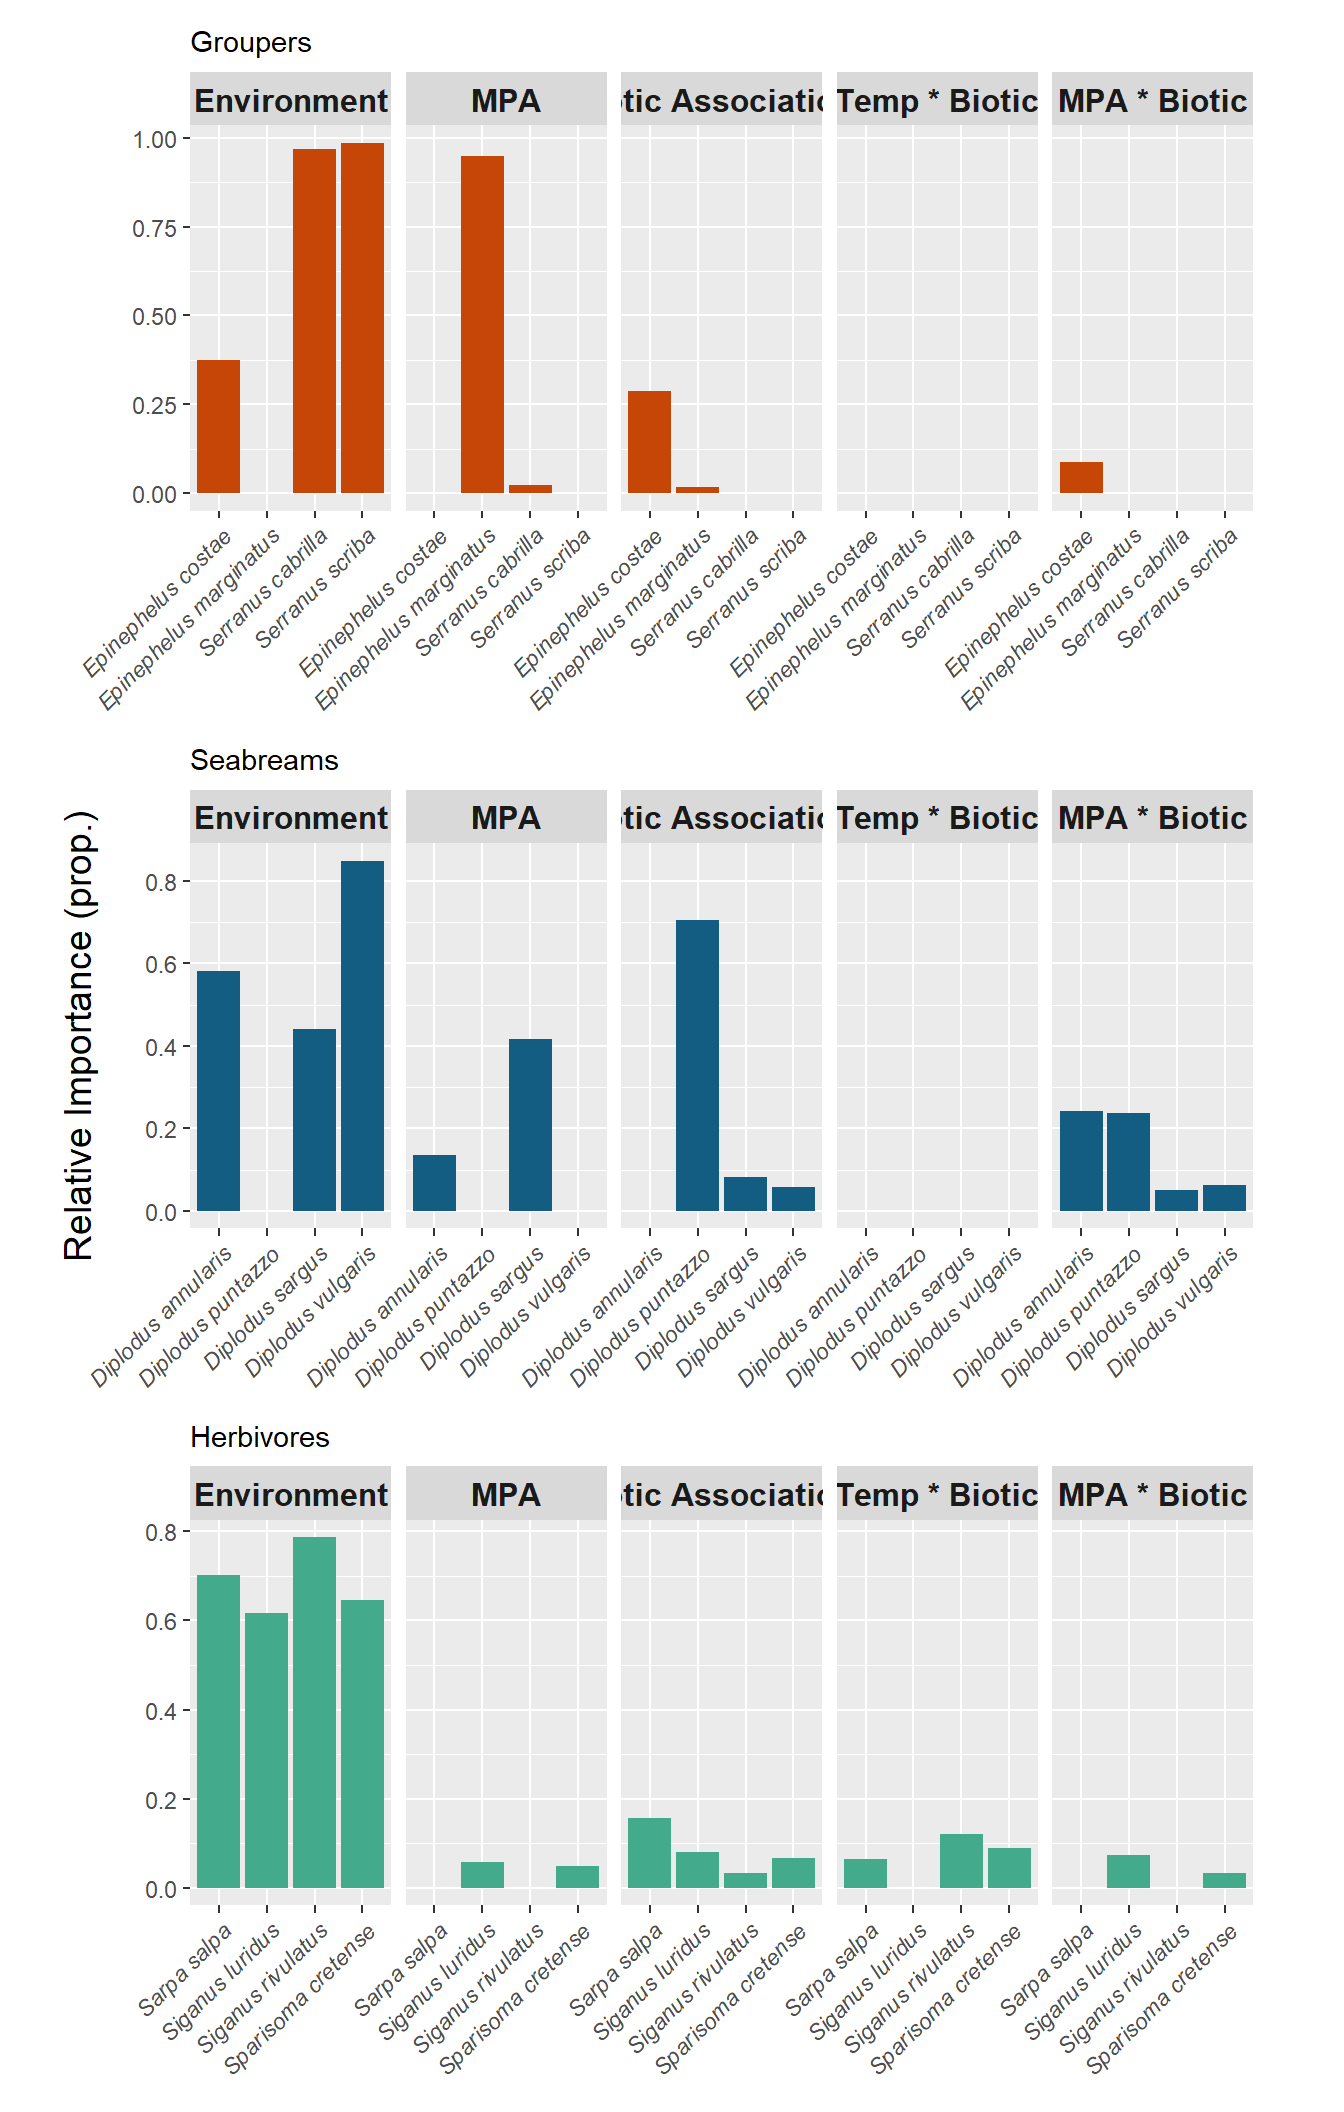 Groupers
Environment MPA otic Associatio Temp * Biotic MPA * Biotic
1.00
0.75
0.50
0.25
0.00
Epinephelus costae Epinephelus marginatus Serranus cabrilla Serranus scriba Epinephelus costae Epinephelus marginatus Serranus cabrilla Serranus scriba Epinephelus costae Epinephelus marginatus Serranus cabrilla Serranus scriba Epinephelus costae Epinephelus marginatus Serranus cabrilla Serranus scriba Epinephelus costae Epinephelus marginatus Serranus cabrilla Serranus scriba
Relative Importance (prop.)
Seabreams
Environment MPA otic Associatio Temp * Biotic MPA * Biotic
0.8
0.6
0.4
0.2
0.0
Diplodus annularis Diplodus puntazzo Diplodus sargus Diplodus vulgaris Diplodus annularis Diplodus puntazzo Diplodus sargus Diplodus vulgaris Diplodus annularis Diplodus puntazzo Diplodus sargus Diplodus vulgaris Diplodus annularis Diplodus puntazzo Diplodus sargus Diplodus vulgaris Diplodus annularis Diplodus puntazzo Diplodus sargus Diplodus vulgaris
Herbivores
Environment MPA otic Associatio Temp * Biotic MPA * Biotic
0.8
0.6
0.4
0.2
0.0
Sarpa salpa Siganus luridus Siganus rivulatus Sparisoma cretense Sarpa salpa Siganus luridus Siganus rivulatus Sparisoma cretense Sarpa salpa Siganus luridus Siganus rivulatus Sparisoma cretense Sarpa salpa Siganus luridus Siganus rivulatus Sparisoma cretense Sarpa salpa Siganus luridus Siganus rivulatus Sparisoma cretense